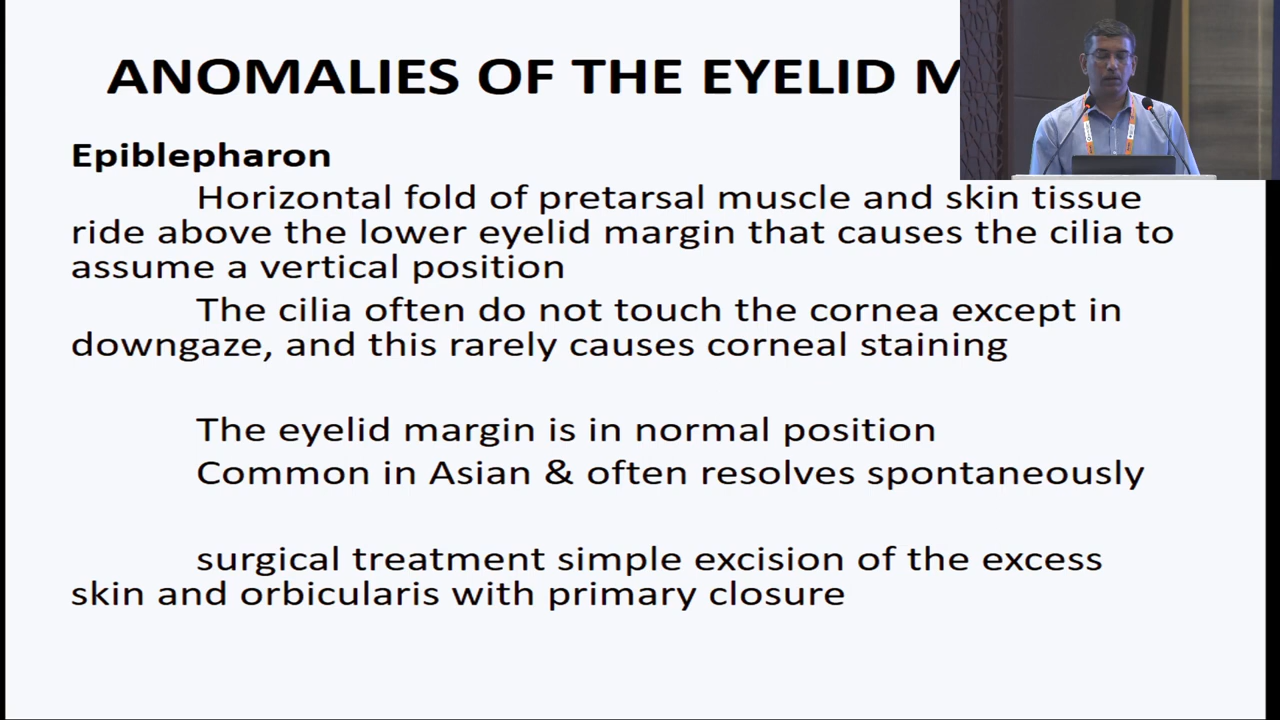 ANOMALIES OF THE EYELID
Epiblepharon
Horizontal fold of pretarsal muscle and skin tissue
ride above the lower eyelid margin that causes the cilia to
assume a vertical position
The cilia often do not touch the cornea except in
downgaze, and this rarely causes corneal staining
The eyelid margin is in normal position
Common in Asian & often resolves spontaneously
surgical treatment simple excision of the excess
skin and orbicularis with primary closure